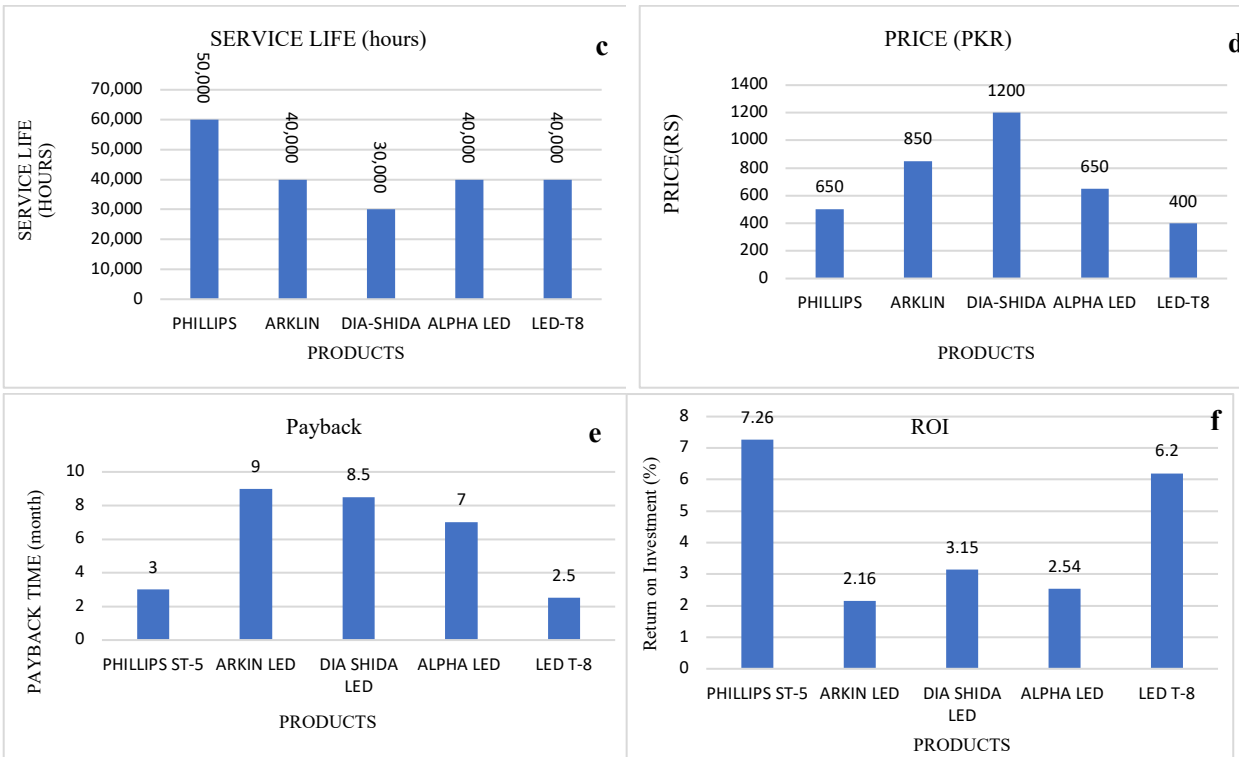 SERVICE LIFE (hours)
c
SERVICE LIFE
(HOURS)
70,000
60,000
50,000
40,000
30,000
20,000
10,000
0
50,000
40,000
30,000
40,000
40,000
PHILLIPS
ARKLIN
DIA-SHIDA
ALPHA LED
LED-T8
PRODUCTS
PRICE (PKR)
d
PRICE(RS)
1400
1200
1000
800
600
400
200
0
650
850
1200
650
400
PHILLIPS
ARKLIN
DIA-SHIDA
ALPHA LED
LED-T8
PRODUCTS
Payback
e
PAYBACK TIME (month)
10
8
6
4
2
0
3
9
8.5
7
2.5
PHILLIPS ST-5
ARKIN LED
DIA SHIDA
LED
ALPHA LED
LED T-8
PRODUCTS
ROI
f
Return on Investment (%)
8
7
6
5
4
3
2
1
0
7.26
2.16
3.15
2.54
6.2
PHILLIPS ST-5
ARKIN LED
DIA SHIDA
LED
ALPHA LED
LED T-8
PRODUCTS